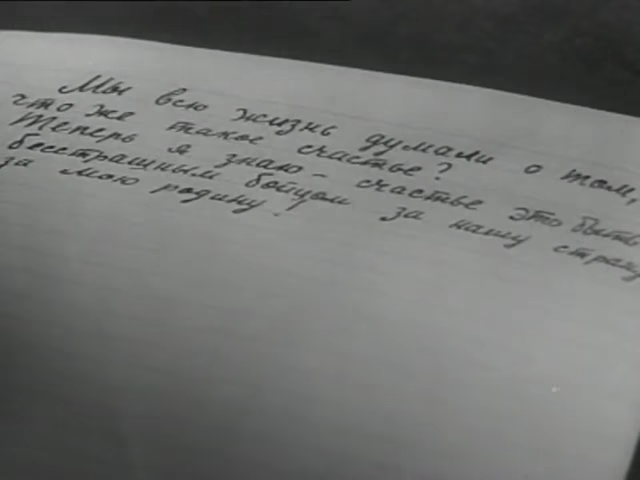 Мы всю жизнь думали о том,
что же такое счастье?
Теперь я знаю – счастье это быть
бесстрашным бойцом за нашу страну
за мою родину.